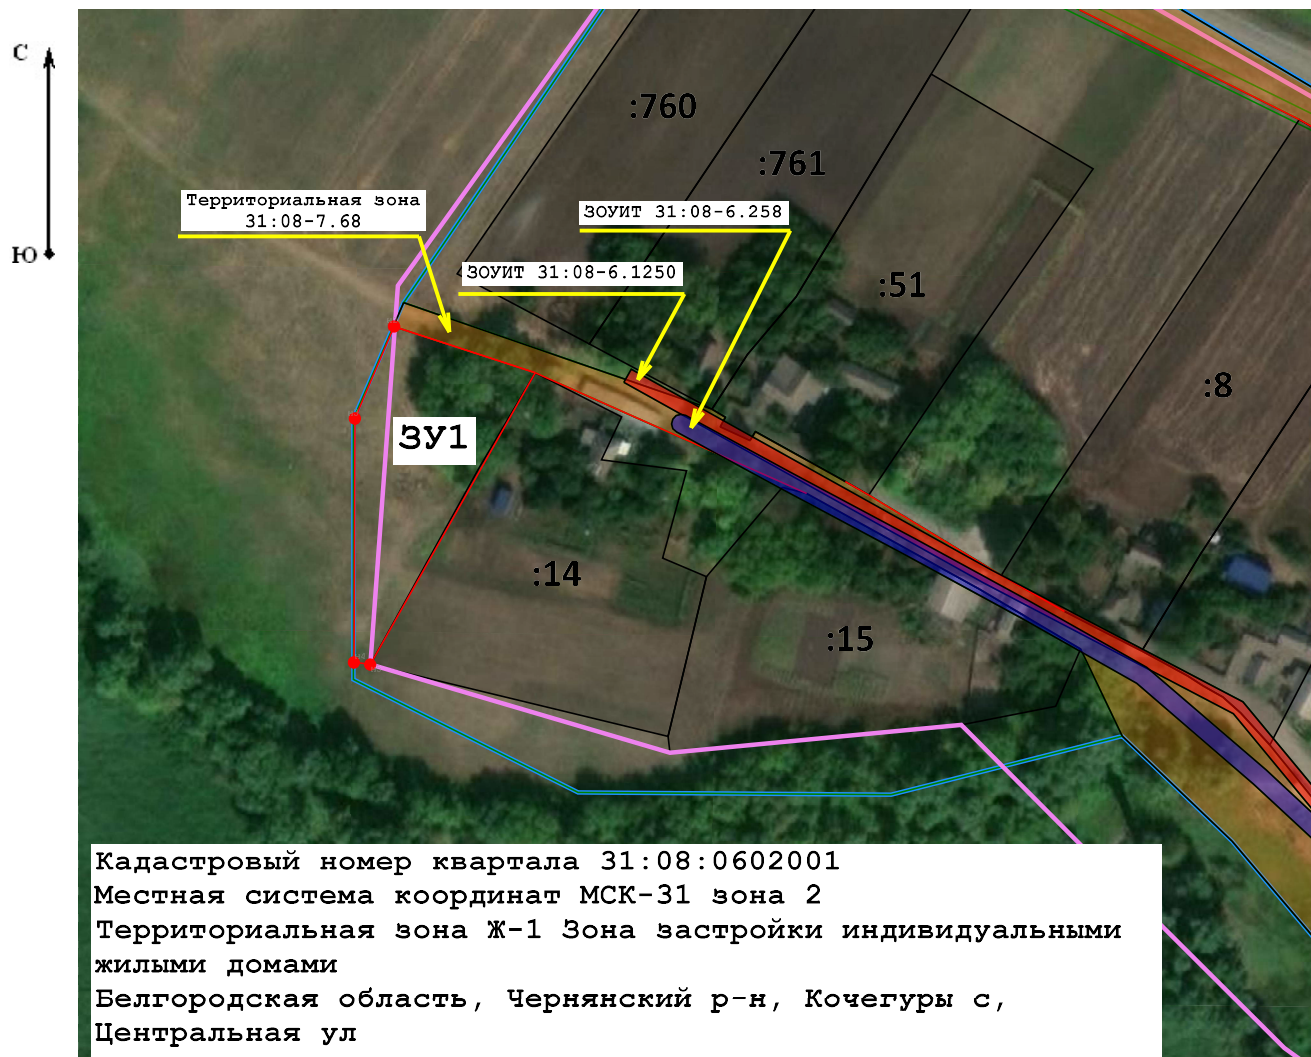 С
:760
:761
Территориальная зона
31:08-7.68
ЗОУИТ 31:08-6.258
Ю
ЗОУИТ 31:08-6.1250
:51
:8
ЗУ1
:14
:15
Кадастровый номер квартала 31:08:0602001
Местная система координат МСК-31 зона 2
Территориальная зона Ж-1 Зона застройки индивидуальными
жилыми домами
Белгородская область, Чернянский р-н, Кочегуры с,
Центральная ул